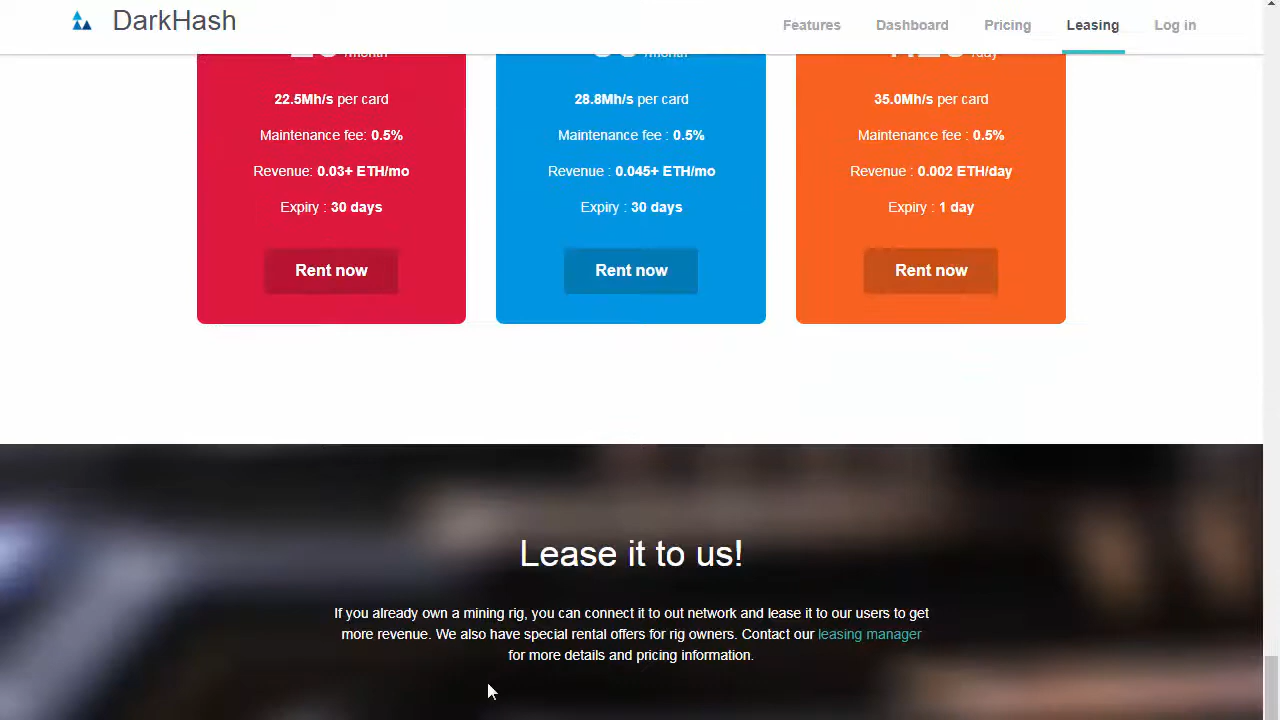 DarkHash
Features
Dashboard
Pricing
Leasing
Log in
/month
/month
/day
22.5Mh/s per card
Maintenance fee: 0.5%
Revenue: 0.03+ ETH/mo
Expiry : 30 days
Rent now
28.8Mh/s per card
Maintenance fee : 0.5%
Revenue : 0.045+ ETH/mo
Expiry : 30 days
Rent now
35.0Mh/s per card
Maintenance fee : 0.5%
Revenue : 0.002 ETH/day
Expiry : 1 day
Rent now
Lease it to us!
If you already own a mining rig, you can connect it to out network and lease it to our users to get
more revenue. We also have special rental offers for rig owners. Contact our leasing manager
for more details and pricing information.